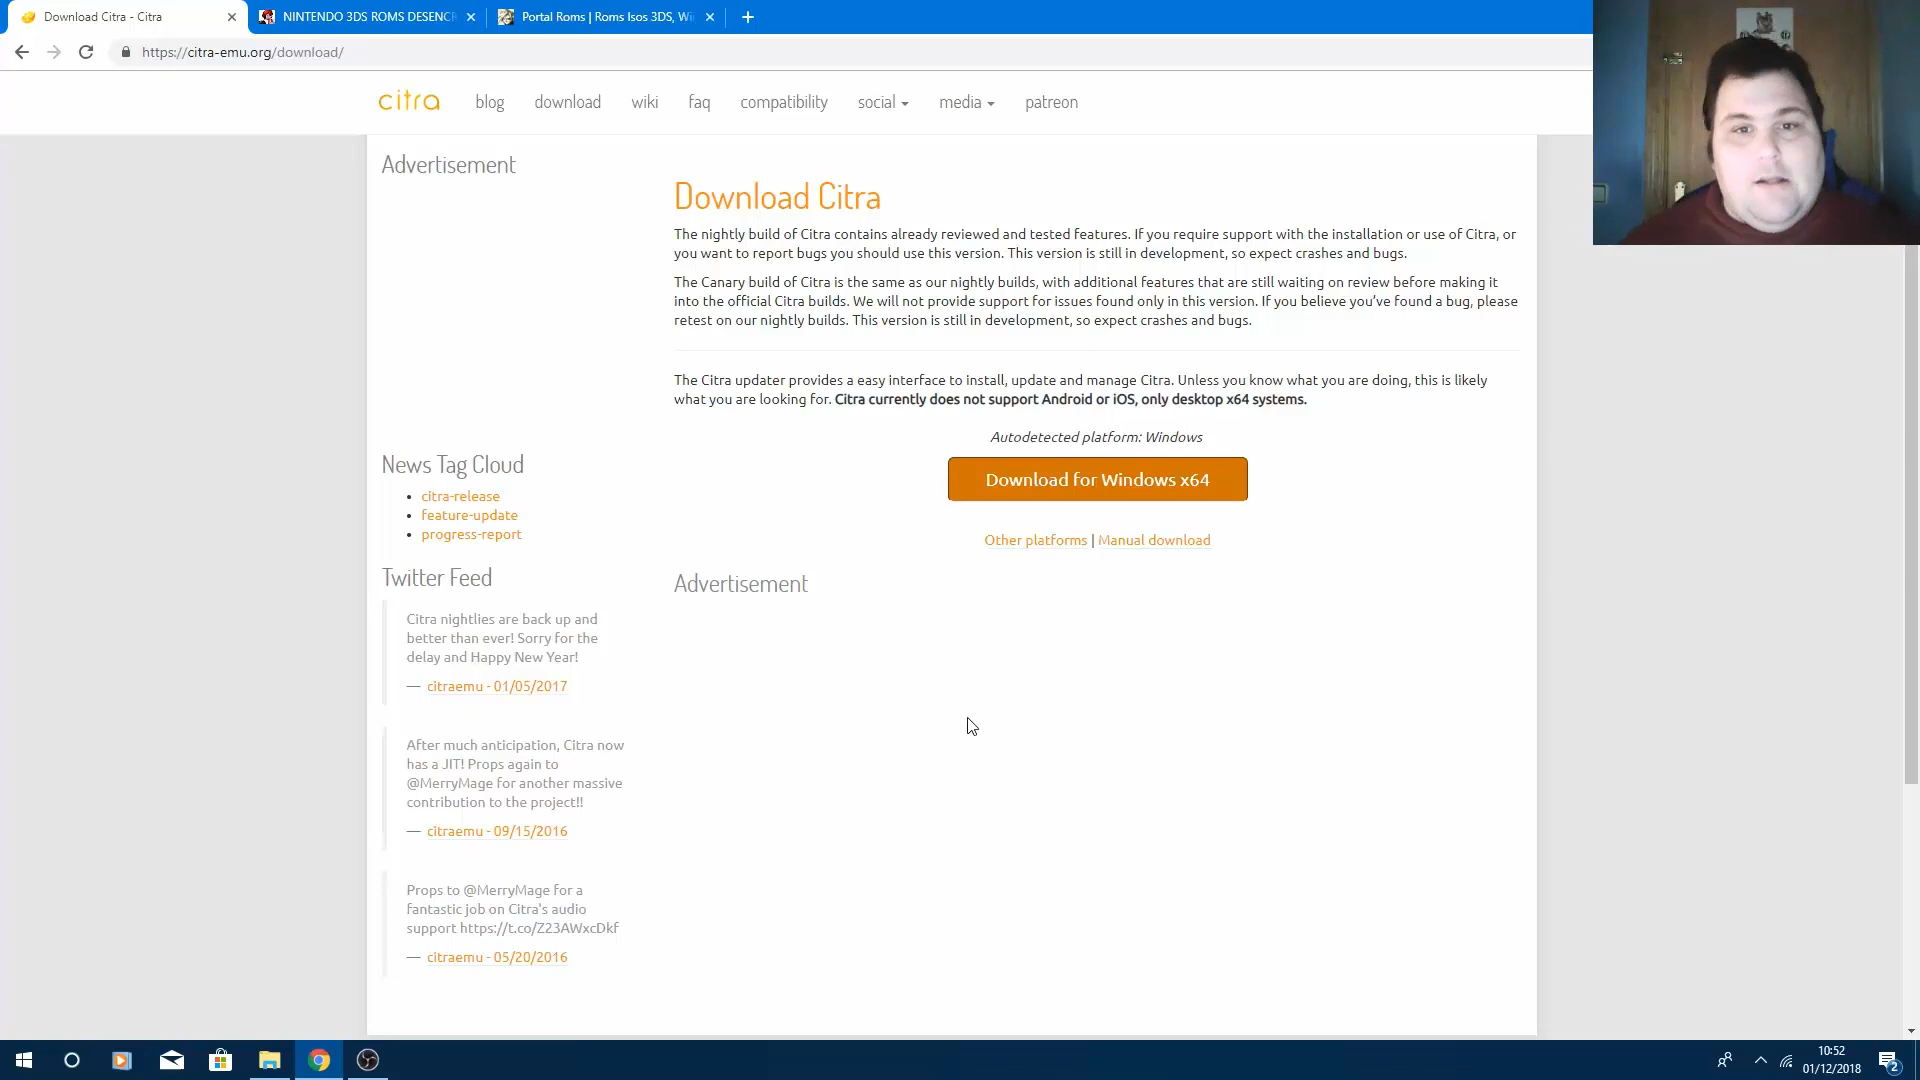 Download Citra - Citra
NINTENDO 3DS ROMS DESENCR
Portal Roms | Roms Isos 3DS, Wi
https://citra-emu.org/download/
citra
blog
download
wiki
faq
compatibility
social
media
patreon
Advertisement
Download Citra
The nightly build of Citra contains already reviewed and tested features. If you require support with the installation or use of Citra, or
you want to report bugs you should use this version. This version is still in development, so expect crashes and bugs.
The Canary build of Citra is the same as our nightly builds, with additional features that are still waiting on review before making it
into the official Citra builds. We will not provide support for issues found only in this version. If you believe you've found a bug, please
retest on our nightly builds. This version is still in development, so expect crashes and bugs.
The Citra updater provides a easy interface to install, update and manage Citra. Unless you know what you are doing, this is likely
what you are looking for. Citra currently does not support Android or iOS, only desktop x64 systems.
Autodetected platform: Windows
Download for Windows x64
Other platforms | Manual download
Advertisement
News Tag Cloud
citra-release
feature-update
progress-report
Twitter Feed
Citra nightlies are back up and
better than ever! Sorry for the
delay and Happy New Year!
— citraemu - 01/05/2017
After much anticipation, Citra now
has a JIT! Props again to
@MerryMage for another massive
contribution to the project!!
— citraemu - 09/15/2016
Props to @MerryMage for a
fantastic job on Citra's audio
support https://t.co/Z23AWxcDkf
— citraemu - 05/20/2016
10:52
01/12/2018
2